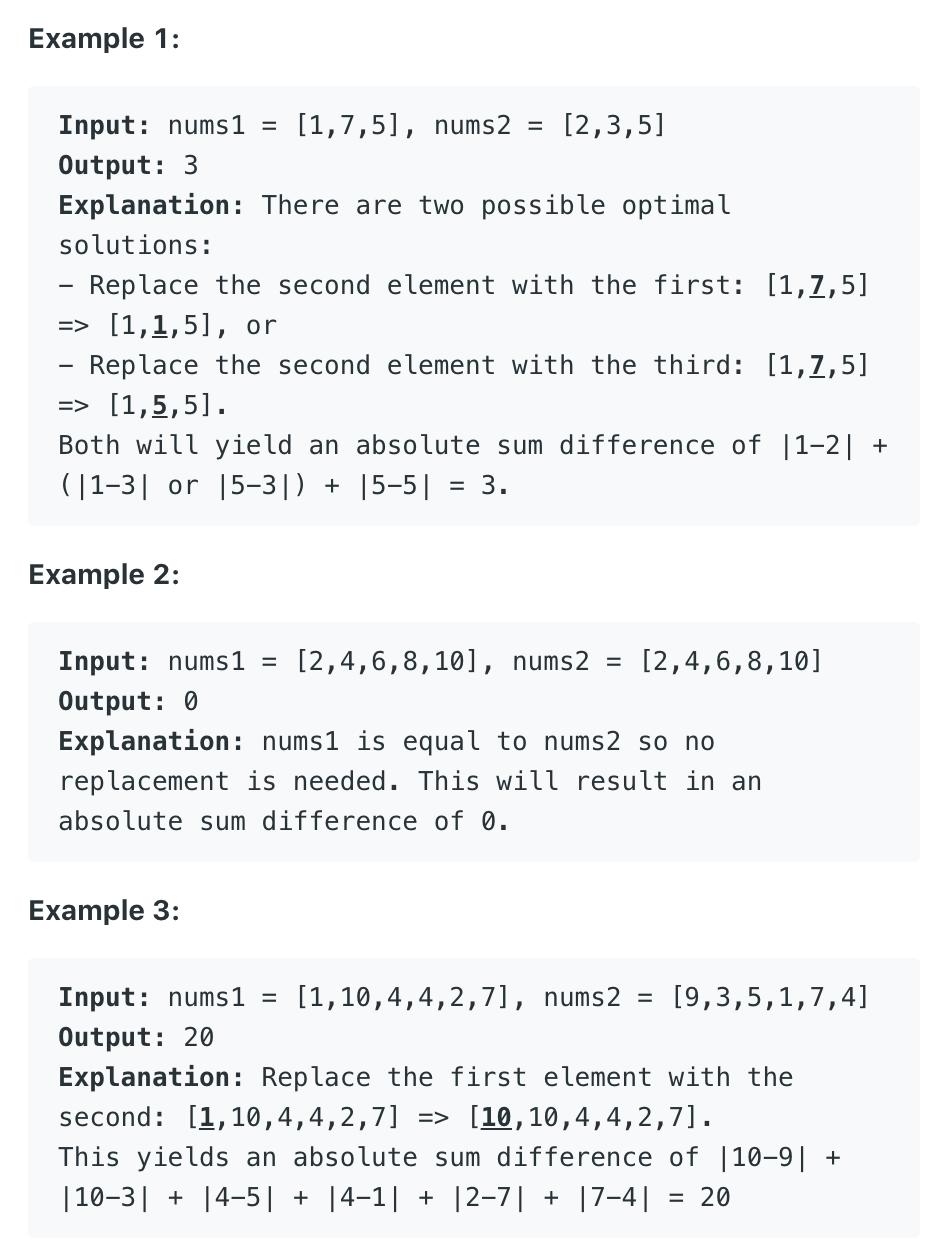 Example 1:
Input: nums1 = [1,7,5], nums2 = [2,3,5]
Output: 3
Explanation: There are two possible optimal
solutions:
- Replace the second element with the first: [1,7,5]
=> [1,1,5], or
- Replace the second element with the third: [1,7,5]
=> [1,5,5].
Both will yield an absolute sum difference of |1-2| +
(|1-3| or |5-3|) + |5-5| = 3.
Example 2:
Input: nums1 = [2,4,6,8,10], nums2 = [2,4,6,8,10]
Output: 0
Explanation: nums1 is equal to nums2 so no
replacement is needed. This will result in an
absolute sum difference of 0.
Example 3:
Input: nums1 = [1,10,4,4,2,7], nums2 = [9,3,5,1,7,4]
Output: 20
Explanation: Replace the first element with the
second: [1,10,4,4,2,7] => [10,10,4,4,2,7].
This yields an absolute sum difference of |10-9| +
|10-3| + |4-5| + |4-1| + |2-7| + |7-4| = 20